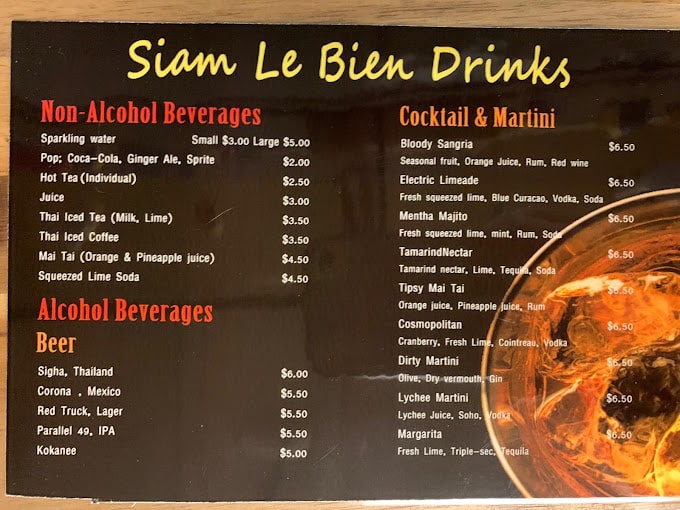 Siam Le Bien Drinks
Non-Alcohol Beverages
Sparkling water Small $3.00 Large $5.00
Pop; Coca-Cola, Ginger Ale, Sprite $2.00
Hot Tea (Individual) $2.50
Juice $3.00
Thai Iced Tea (Milk, Lime) $3.50
Thai Iced Coffee $3.50
Mai Tai (Orange & Pineapple juice) $4.50
Squeezed Lime Soda $4.50
Alcohol Beverages
Beer
Sigha, Thailand $6.00
Corona , Mexico $5.50
Red Truck, Lager $5.50
Parallel 49, IPA $5.50
Kokanee $5.00
Cocktail & Martini
Bloody Sangria $6.50
Seasonal fruit, Orange Juice, Rum, Red wine
Electric Limeade $6.50
Fresh squeezed lime, Blue Curacao, Vodka, Soda
Mentha Majito $6.50
Fresh squeezed lime, mint, Rum, Soda
TamarindNectar $6.50
Tamarind nectar, Lime, Tequila, Soda
Tipsy Mai Tai $6.50
Orange juice, Pineapple juice, Rum
Cosmopolitan $6.50
Cranberry, Fresh Lime, Cointreau, Vodka
Dirty Martini $6.50
Olive, Dry vermouth, Gin
Lychee Martini $6.50
Lychee Juice, Soho, Vodka
Margarita $6.50
Fresh Lime, Triple-sec, Tequila